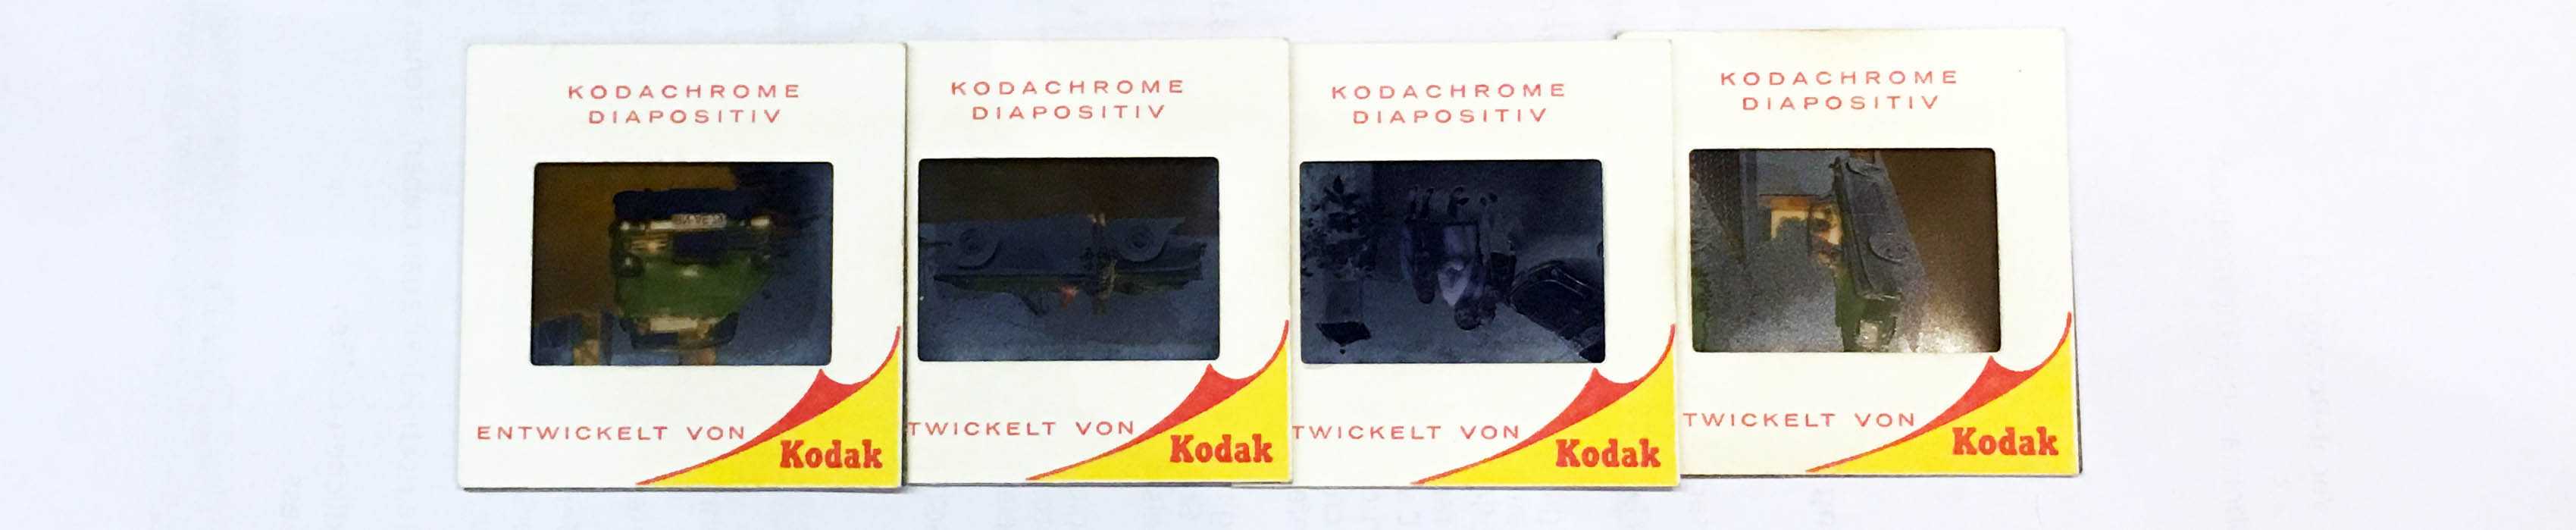 KODACHROME
DIAPOSITIV
ENTWICKELT VON
Kodak
KODACHROME
DIAPOSITIV
TWICKELT VON
Kodak
KODACHROME
DIAPOSITIV
TWICKELT VON
Kodak
KODACHROME
DIAPOSITIV
TWICKELT VON
Kodak